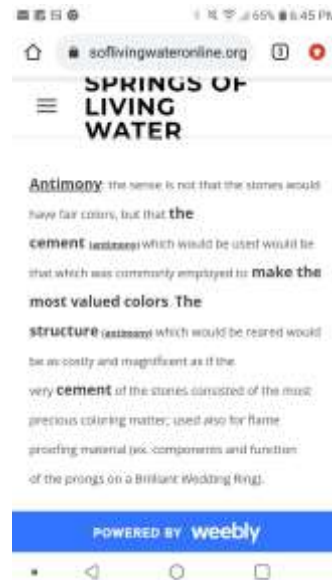 65% 6:45 PM
soflivingwateronline.org 3
SPRINGS OF
LIVING
WATER
Antimony: the sense is not that the stones would
have fair colors, but that the
cement (antimony) which would be used would be
that which was commonly employed to make the
most valued colors. The
structure (antimony) which would be reared would
be as costly and magnificent as if the
very cement of the stones consisted of the most
precious coloring matter; used also for flame
proofing material (ex. components and function
of the prongs on a Brilliant Wedding Ring).
POWERED BY weebly